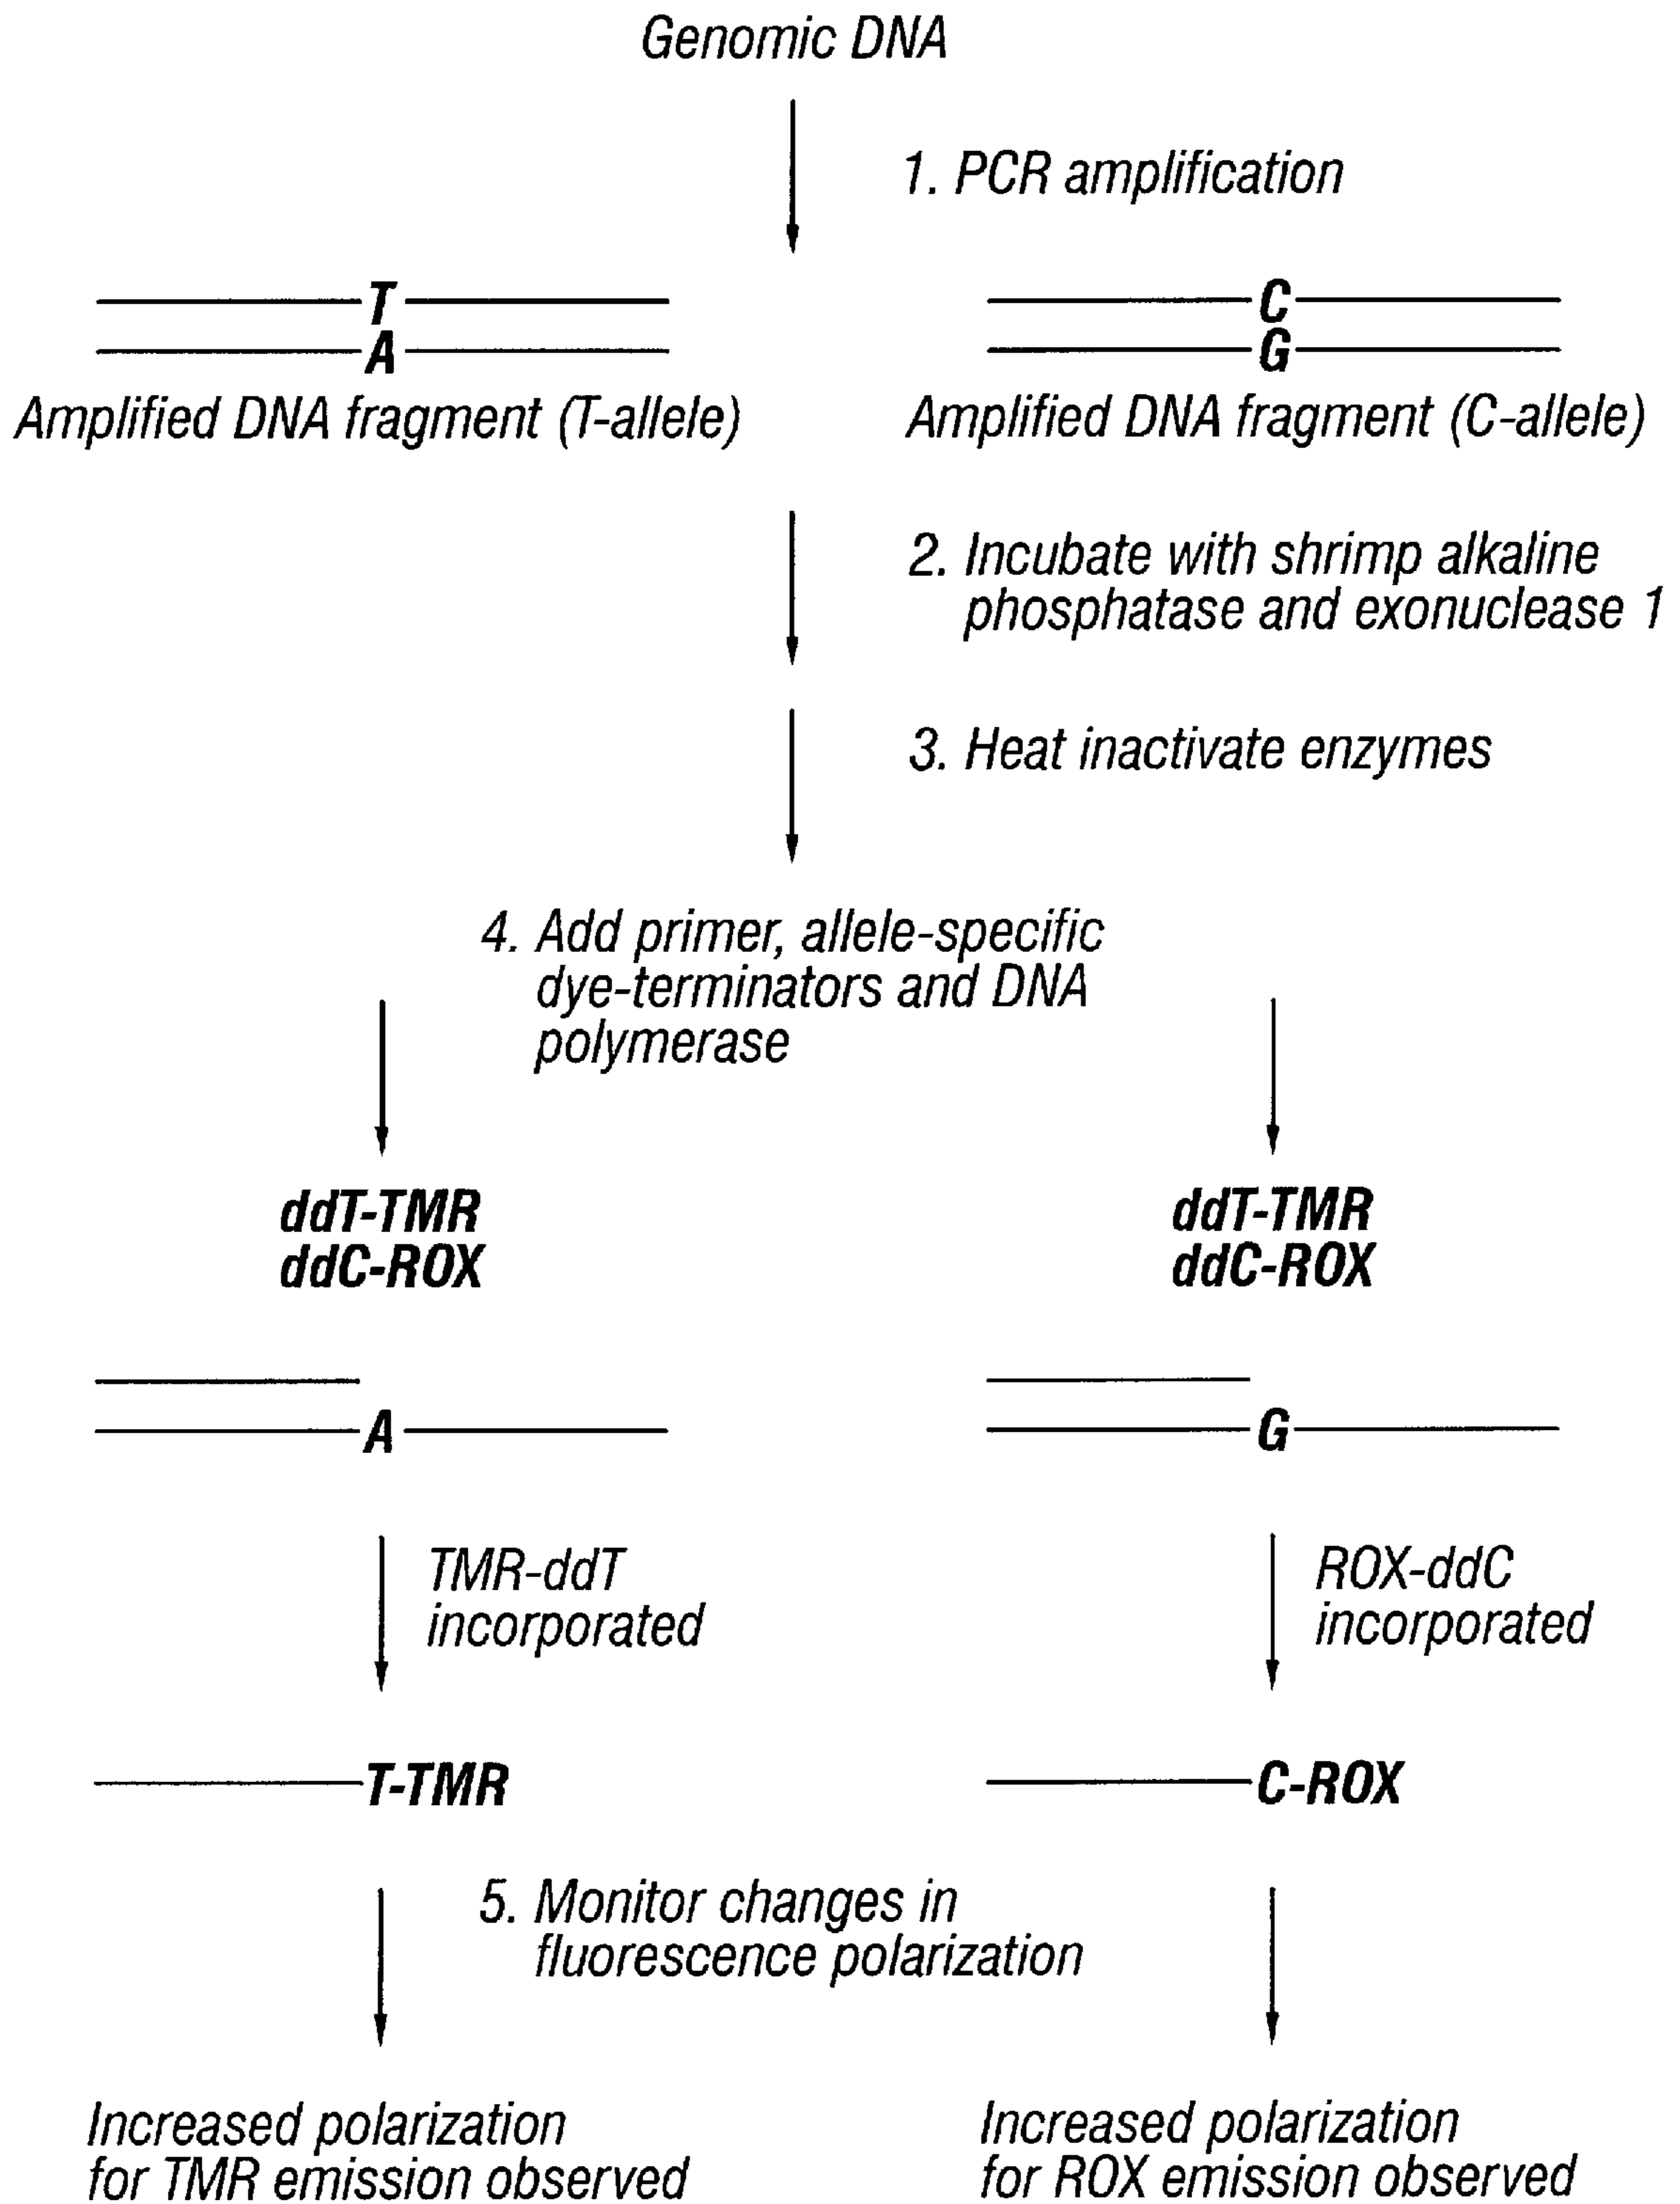 Genomic DNA
1. PCR amplification
T
A
Amplified DNA fragment (T-allele)
C
G
Amplified DNA fragment (C-allele)
2. Incubate with shrimp alkaline
phosphatase and exonuclease 1
3. Heat inactivate enzymes
4. Add primer, allele-specific
dye-terminators and DNA
polymerase
ddT-TMR
ddC-ROX
ddT-TMR
ddC-ROX
A
G
TMR-ddT
incorporated
ROX-ddC
incorporated
T-TMR
C-ROX
5. Monitor changes in
fluorescence polarization
Increased polarization
for TMR emission observed
Increased polarization
for ROX emission observed